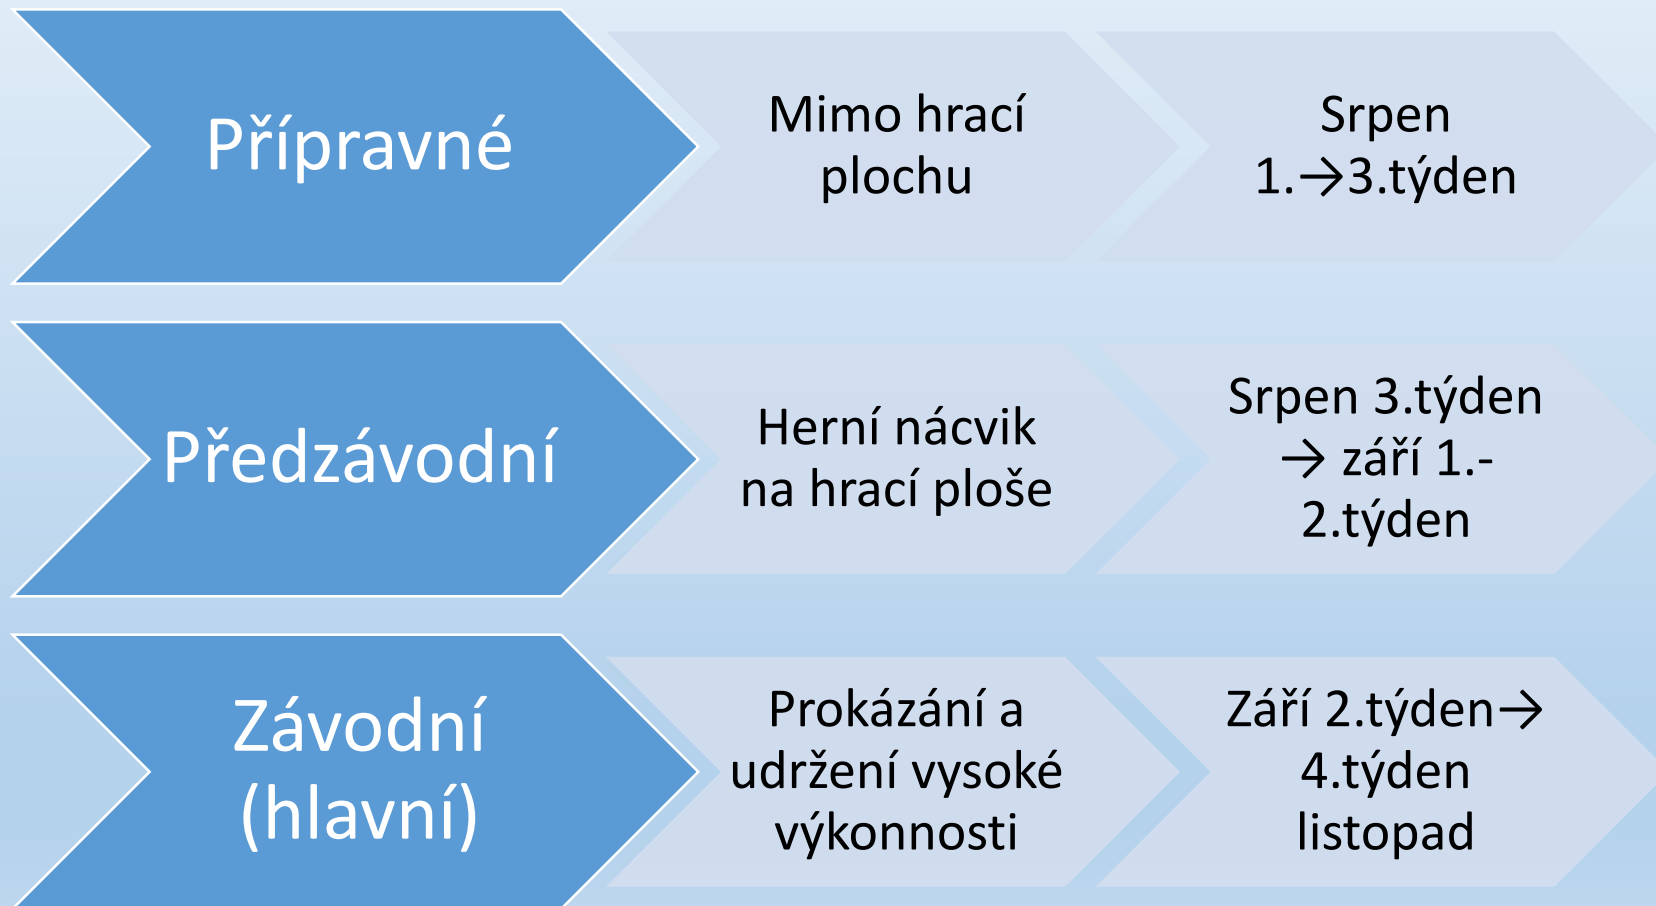 Přípravné
Mimo hrací
plochu
Srpen
1.→3.týden
Předzávodní
Herní nácvik
na hrací ploše
Srpen 3.týden
→ září 1.-
2.týden
Závodní
(hlavní)
Prokázání a
udržení vysoké
výkonnosti
Září 2.týden→
4.týden
listopad